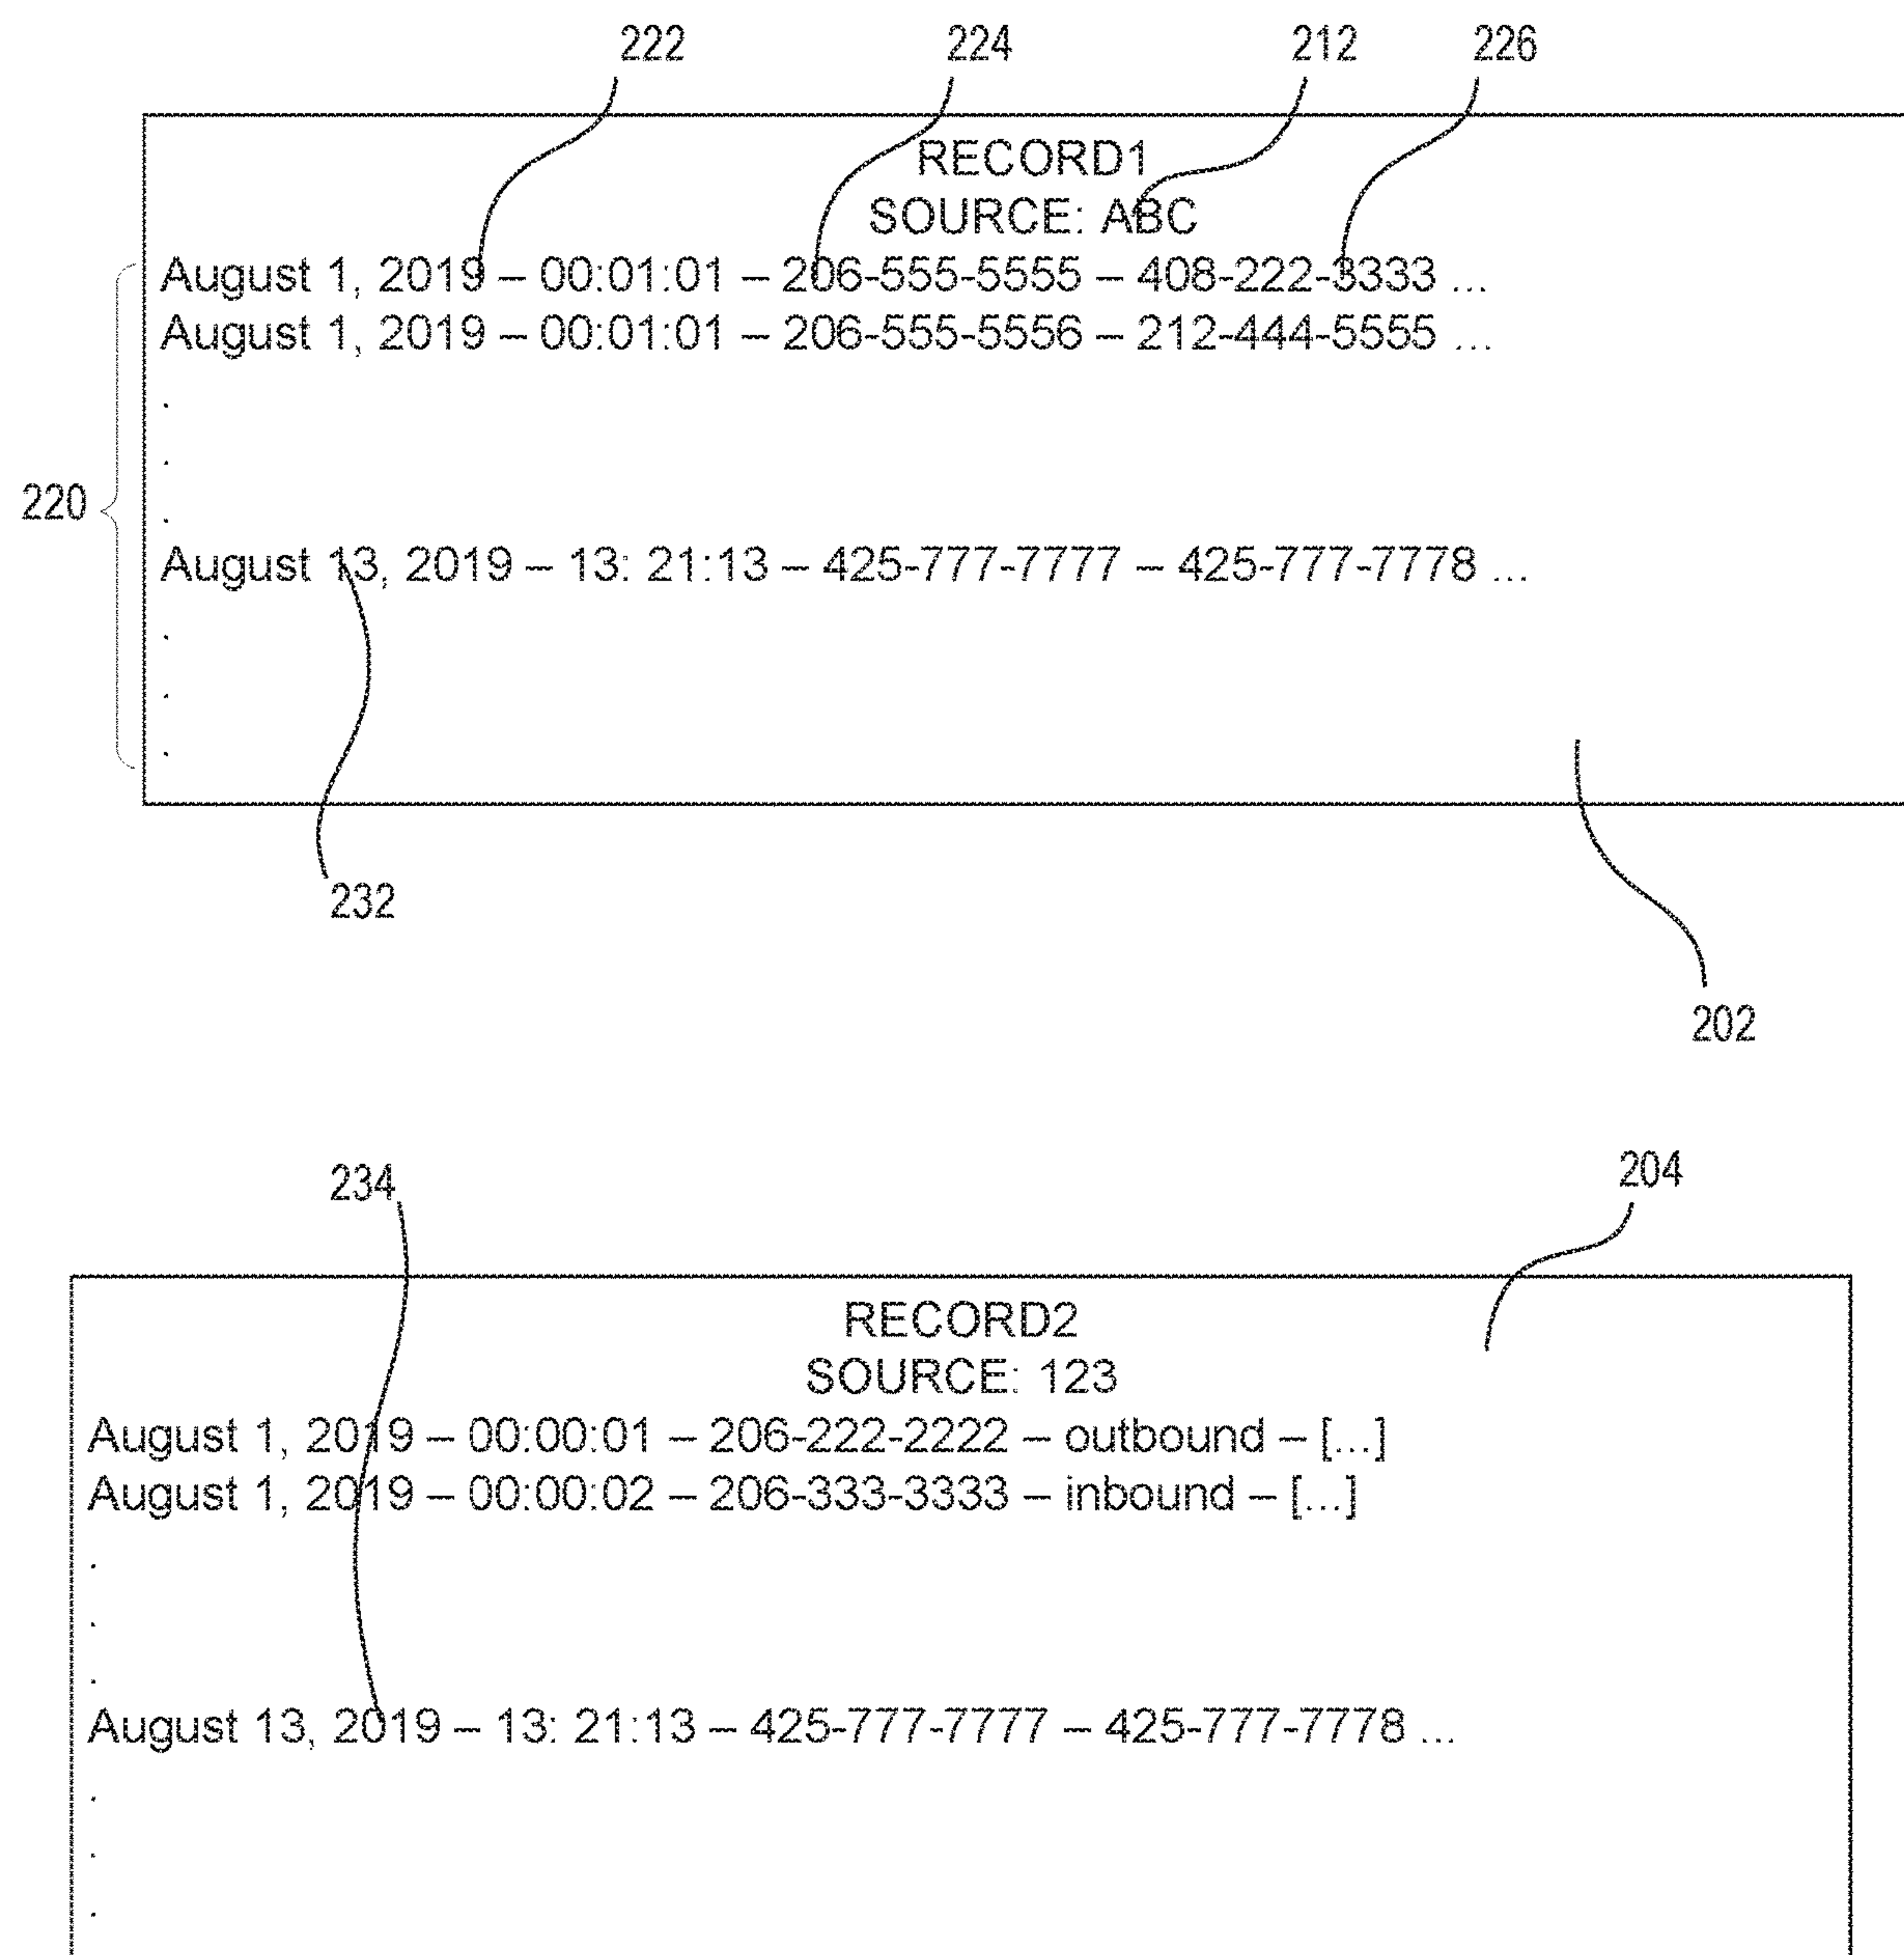 222 224 212 226
RECORD1
SOURCE: ABC
August 1, 2019 – 00:01:01 – 206-555-5555 – 408-222-3333 ...
August 1, 2019 – 00:01:01 – 206-555-5556 – 212-444-5555 ...
.
.
220
.
August 13, 2019 – 13: 21:13 – 425-777-7777 – 425-777-7778 ...
.
.
.
232
202
234 204
RECORD2
SOURCE: 123
August 1, 2019 – 00:00:01 – 206-222-2222 – outbound – [...]
August 1, 2019 – 00:00:02 – 206-333-3333 – inbound – [...]
.
.
.
August 13, 2019 – 13: 21:13 – 425-777-7777 – 425-777-7778 ...
.
.
.